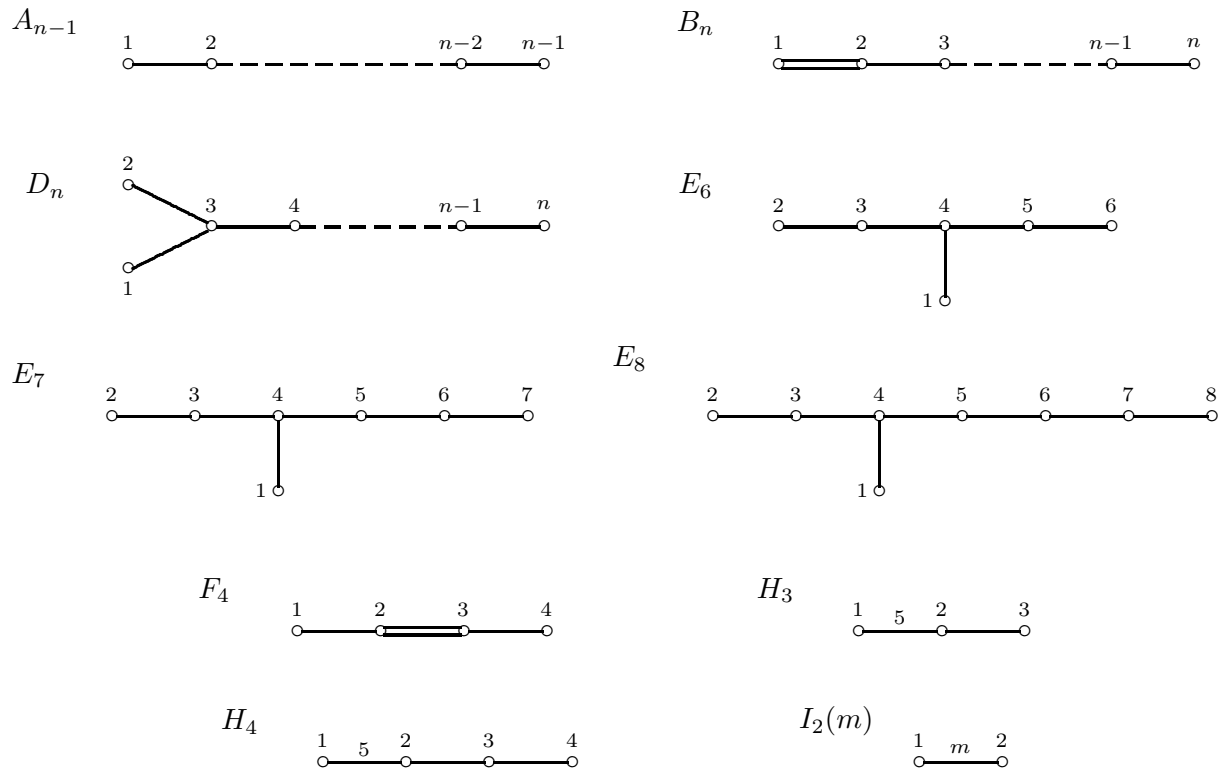 A_{n-1}
1 2 n−2 n−1
B_n
1 2 3 n−1 n
D_n
2
3 4 n−1 n
1
E_6
2 3 4 5 6
1
E_7
2 3 4 5 6 7
1
E_8
2 3 4 5 6 7 8
1
F_4
1 2 3 4
H_3
1 5 2 3
H_4
1 5 2 3 4
I_2(m)
1 m 2